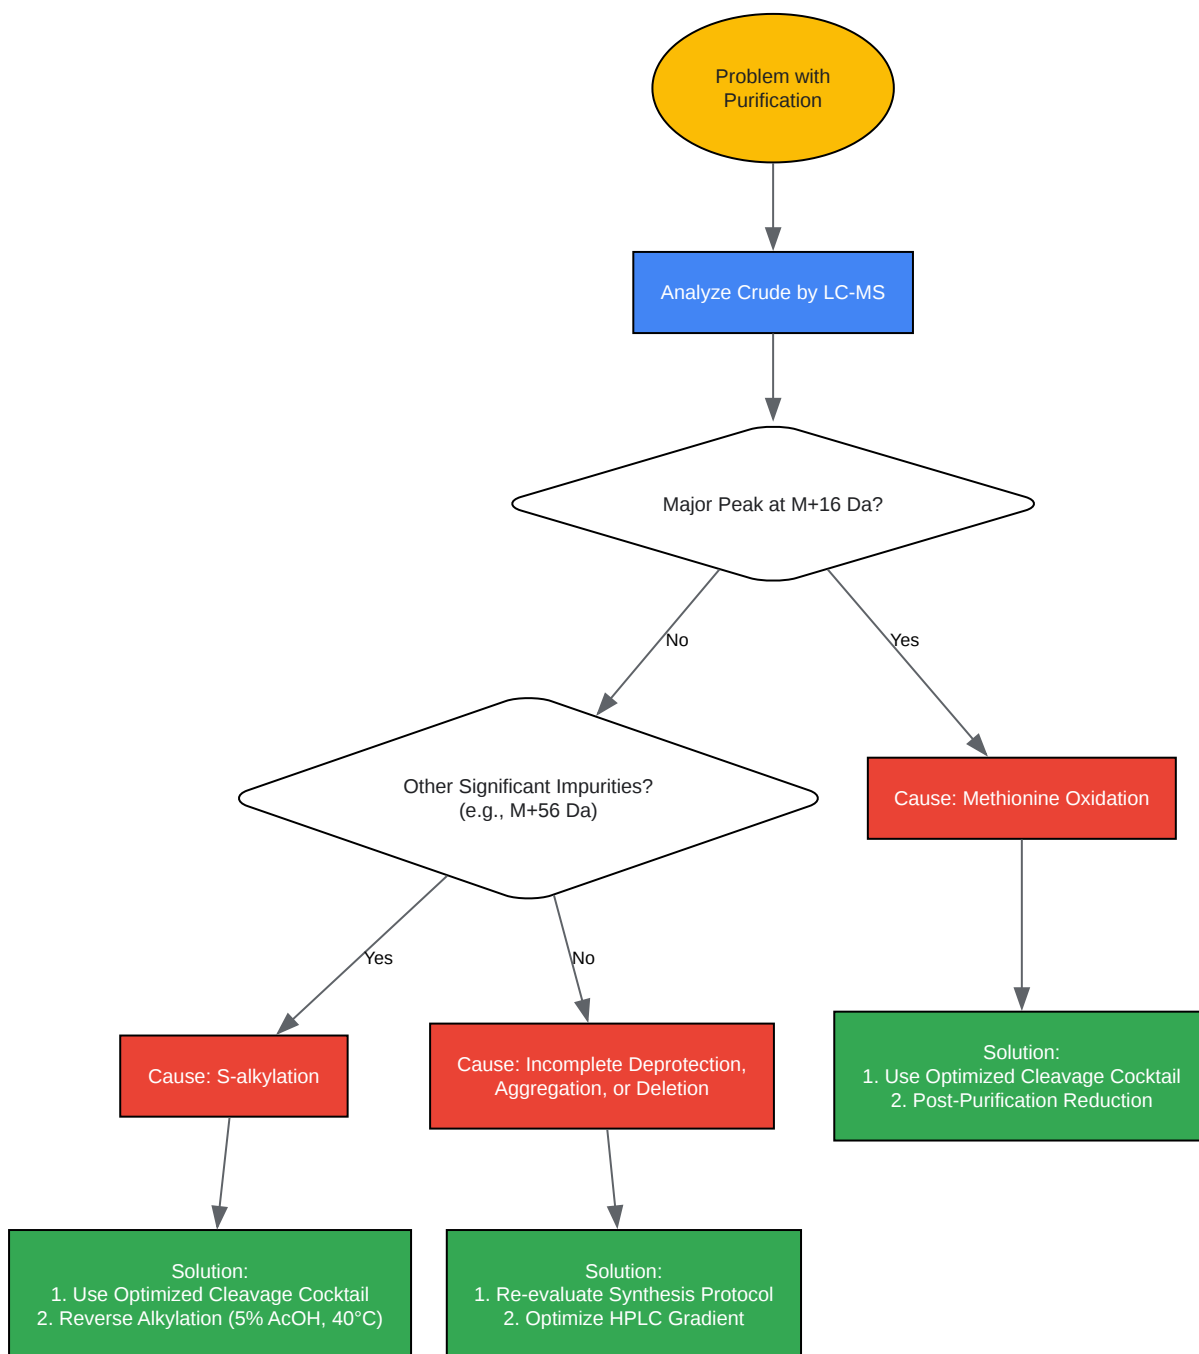 Problem with
Purification
Analyze Crude by LC-MS
Major Peak at M+16 Da?
No
Yes
Other Significant Impurities?
(e.g., M+56 Da)
Cause: Methionine Oxidation
Yes
No
Cause: S-alkylation
Cause: Incomplete Deprotection,
Aggregation, or Deletion
Solution:
1. Use Optimized Cleavage Cocktail
2. Post-Purification Reduction
Solution:
1. Use Optimized Cleavage Cocktail
2. Reverse Alkylation (5% AcOH, 40°C)
Solution:
1. Re-evaluate Synthesis Protocol
2. Optimize HPLC Gradient